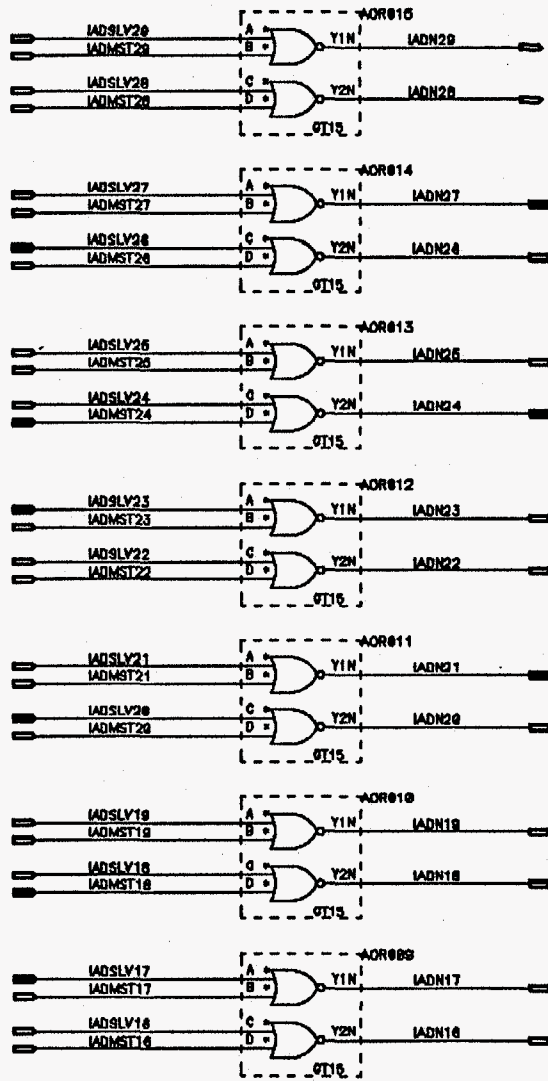 AOR015
IADSLV29 A Y1N IADN29
IADMST29 B
IADSLV28 C Y2N IADN28
IADMST28 D
GT15
AOR014
IADSLV27 A Y1N IADN27
IADMST27 B
IADSLV26 C Y2N IADN26
IADMST26 D
GT15
AOR013
IADSLV25 A Y1N IADN25
IADMST25 B
IADSLV24 C Y2N IADN24
IADMST24 D
GT15
AOR012
IADSLV23 A Y1N IADN23
IADMST23 B
IADSLV22 C Y2N IADN22
IADMST22 D
GT15
AOR011
IADSLV21 A Y1N IADN21
IADMST21 B
IADSLV20 C Y2N IADN20
IADMST20 D
GT15
AOR010
IADSLV19 A Y1N IADN19
IADMST19 B
IADSLV18 C Y2N IADN18
IADMST18 D
GT15
AOR009
IADSLV17 A Y1N IADN17
IADMST17 B
IADSLV16 C Y2N IADN16
IADMST16 D
GT15